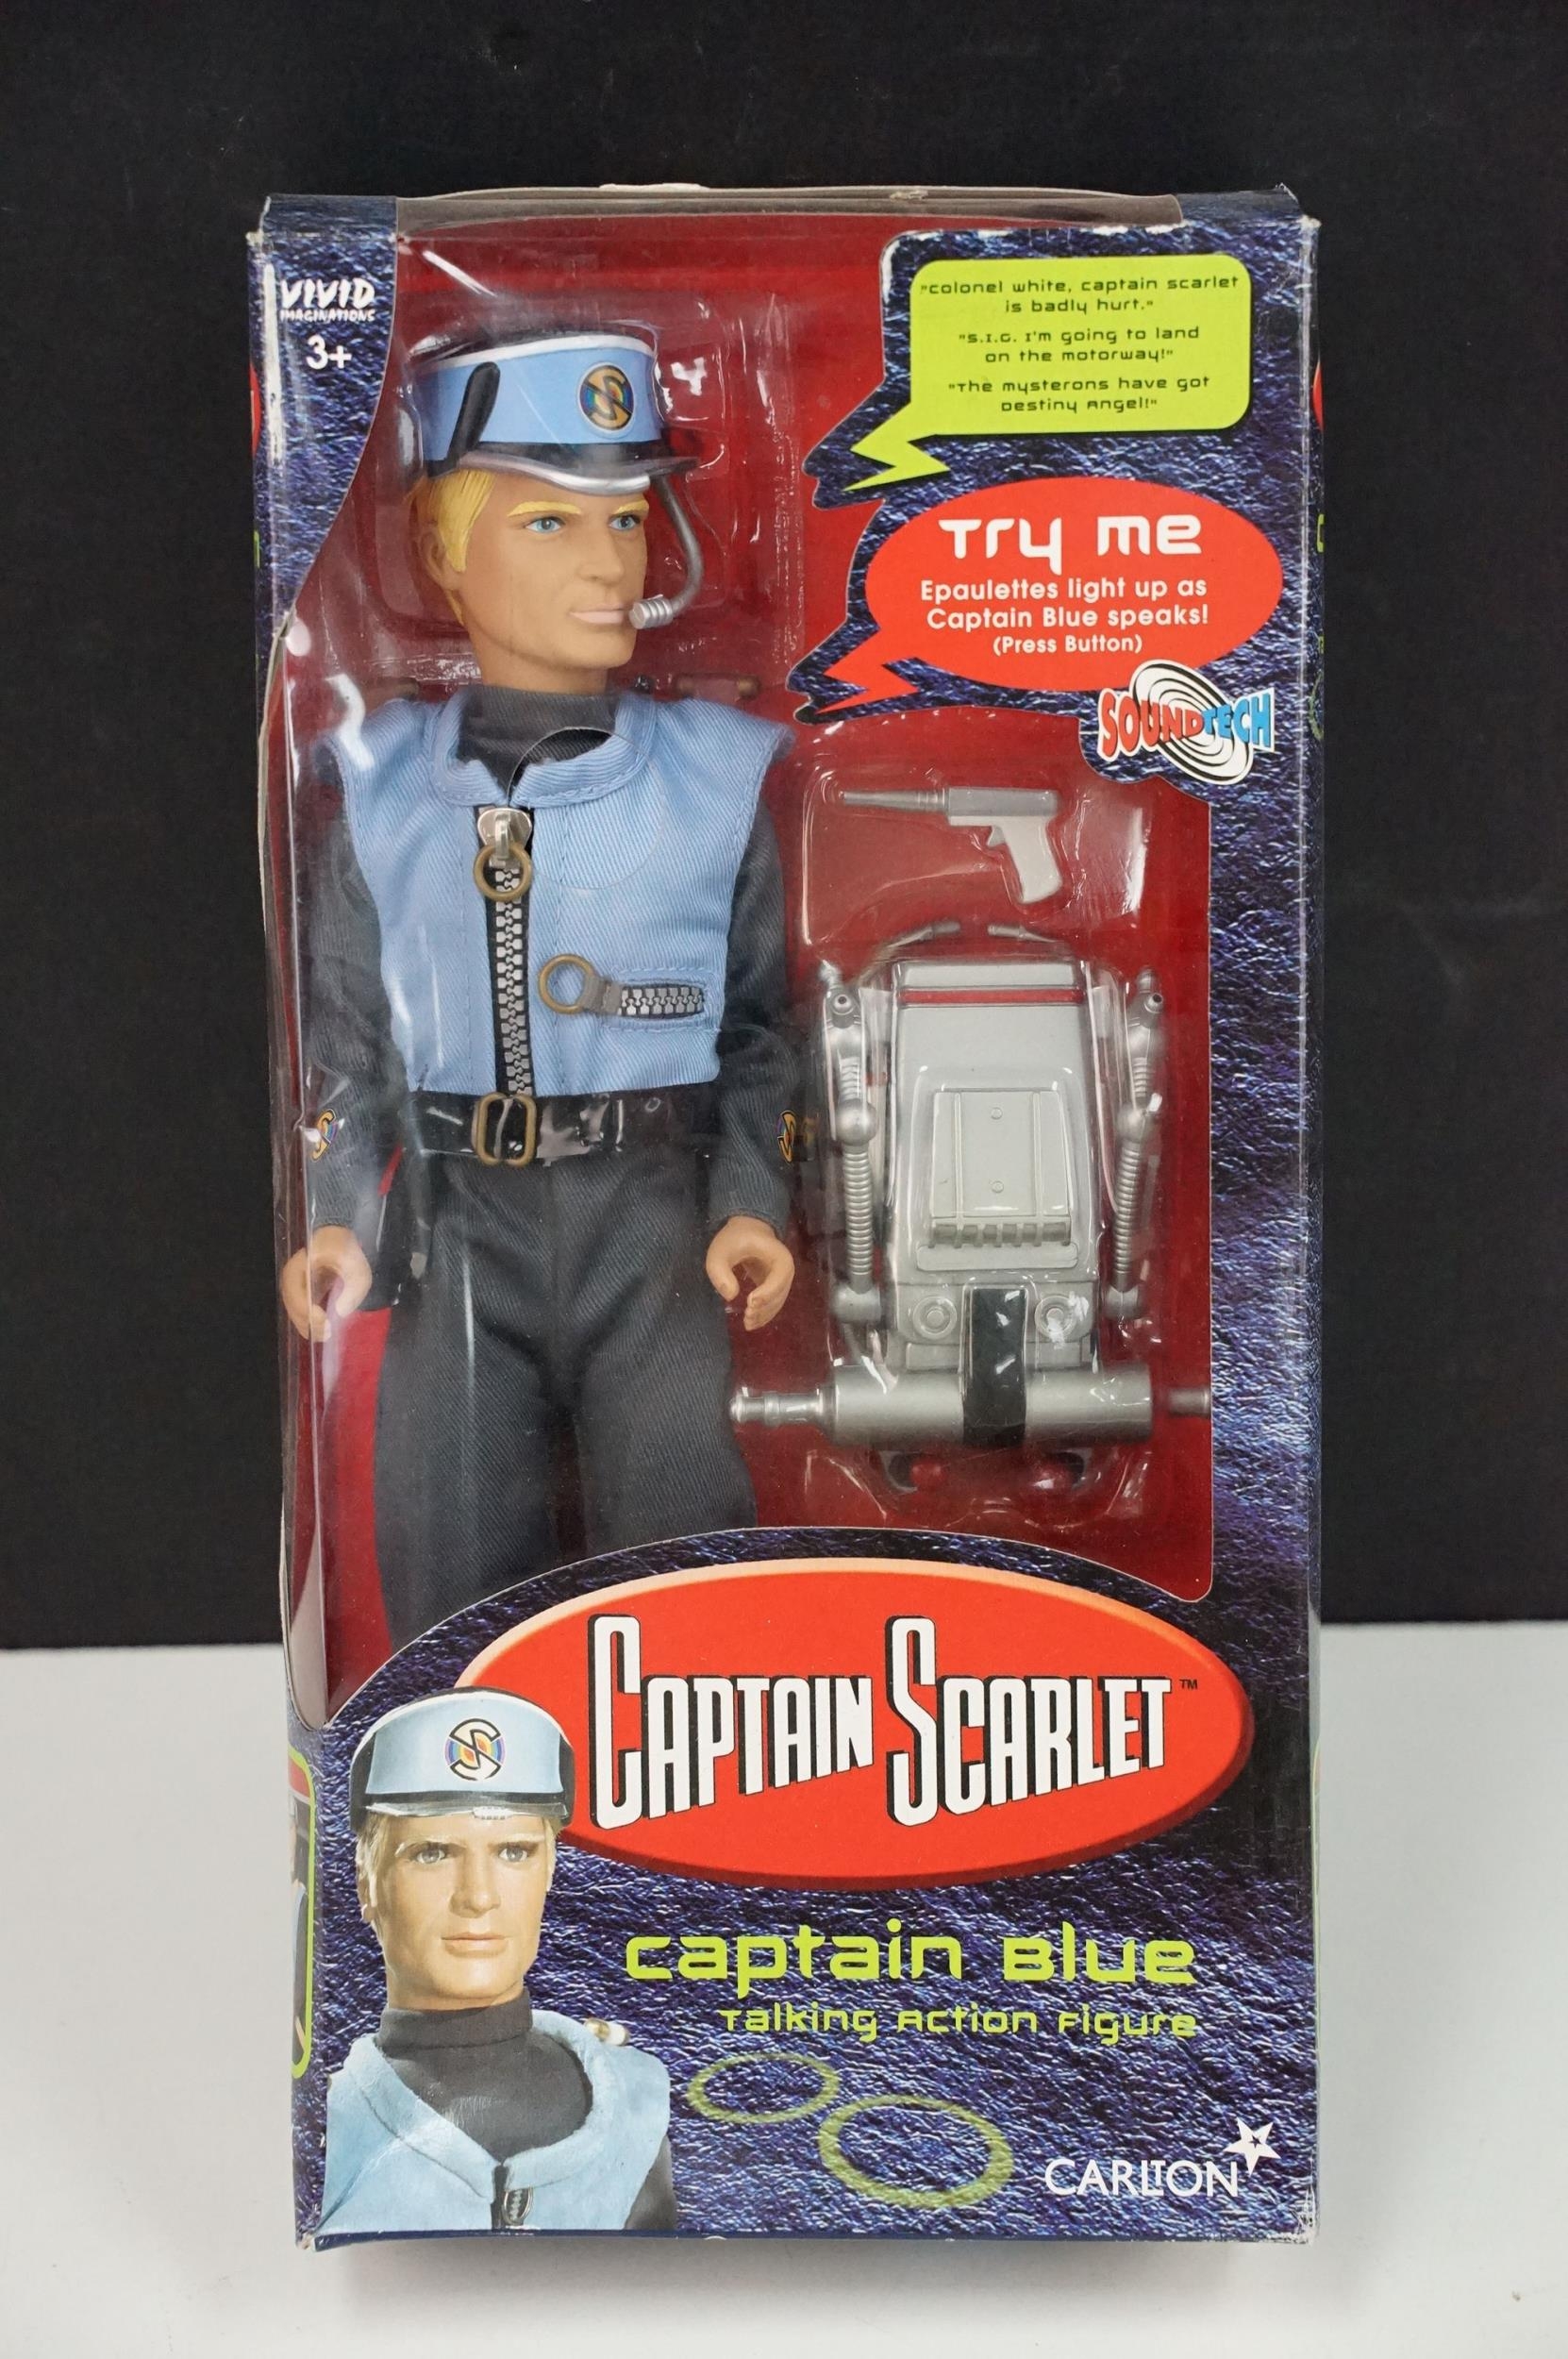 VIVID
IMAGINATIONS
3+
"colonel white, captain scarlet
is badly hurt."
"S.I.G. I'm going to land
on the motorway!"
"The mysterons have got
Destiny Angel!"
Try me
Epaulettes light up as
Captain Blue speaks!
(Press Button)
SOUNDTECH
CAPTAIN SCARLET™
captain Blue
Talking Action Figure
CARLTON